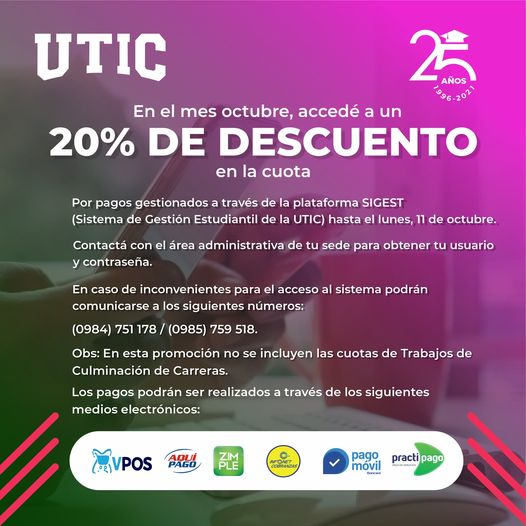 UTIC
25
AÑOS
1996-2021
En el mes octubre, accedé a un
20% DE DESCUENTO
en la cuota
Por pagos gestionados a través de la plataforma SIGEST
(Sistema de Gestión Estudiantil de la UTIC) hasta el lunes, 11 de octubre.
Contactá con el área administrativa de tu sede para obtener tu usuario
y contraseña.
En caso de inconvenientes para el acceso al sistema podrán
comunicarse a los siguientes números:
(0984) 751 178 / (0985) 759 518.
Obs: En esta promoción no se incluyen las cuotas de Trabajos de
Culminación de Carreras.
Los pagos podrán ser realizados a través de los siguientes
medios electrónicos:
VPOS
AQUÍ
PAGO
ZIM
PLE
INFONET
COBRANZAS
pago
móvil
practipago